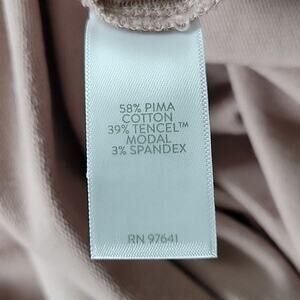 58% PIMA
COTTON
39% TENCEL™
MODAL
3% SPANDEX
RN 97641